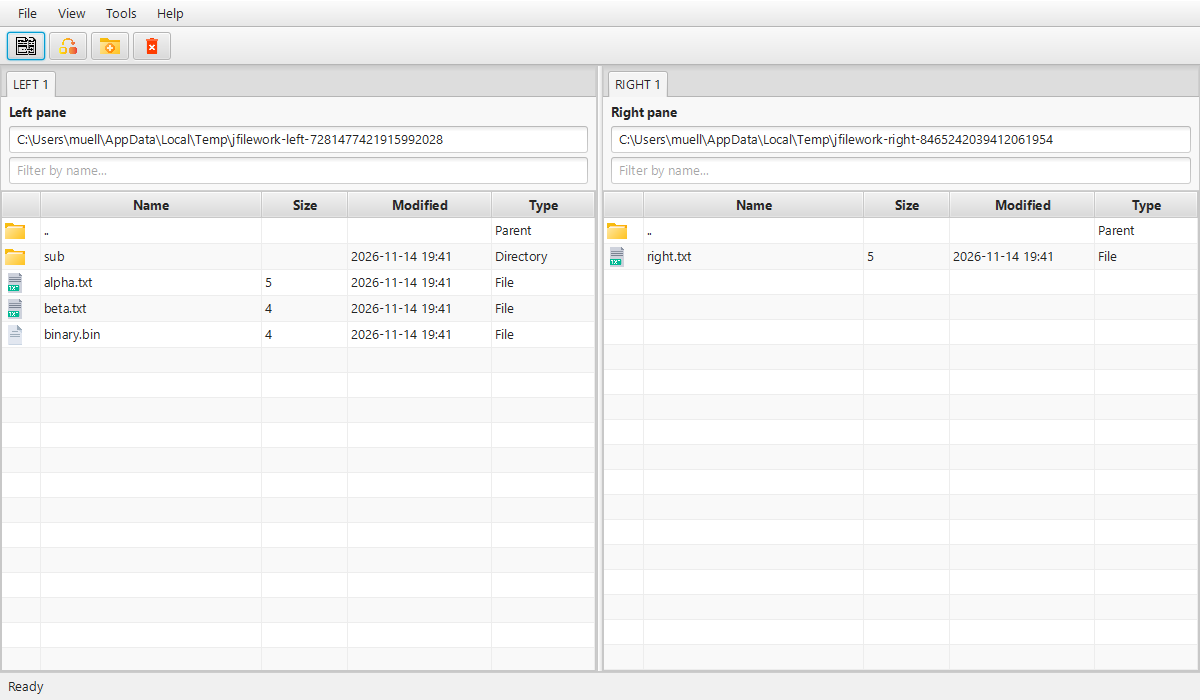 File View Tools Help
LEFT 1
Left pane
C:\Users\muell\AppData\Local\Temp\jfilework-left-7281477421915992028
Filter by name...
Name Size Modified Type
.. Parent
sub 2026-11-14 19:41 Directory
alpha.txt 5 2026-11-14 19:41 File
beta.txt 4 2026-11-14 19:41 File
binary.bin 4 2026-11-14 19:41 File
RIGHT 1
Right pane
C:\Users\muell\AppData\Local\Temp\jfilework-right-8465242039412061954
Filter by name...
Name Size Modified Type
.. Parent
right.txt 5 2026-11-14 19:41 File
Ready